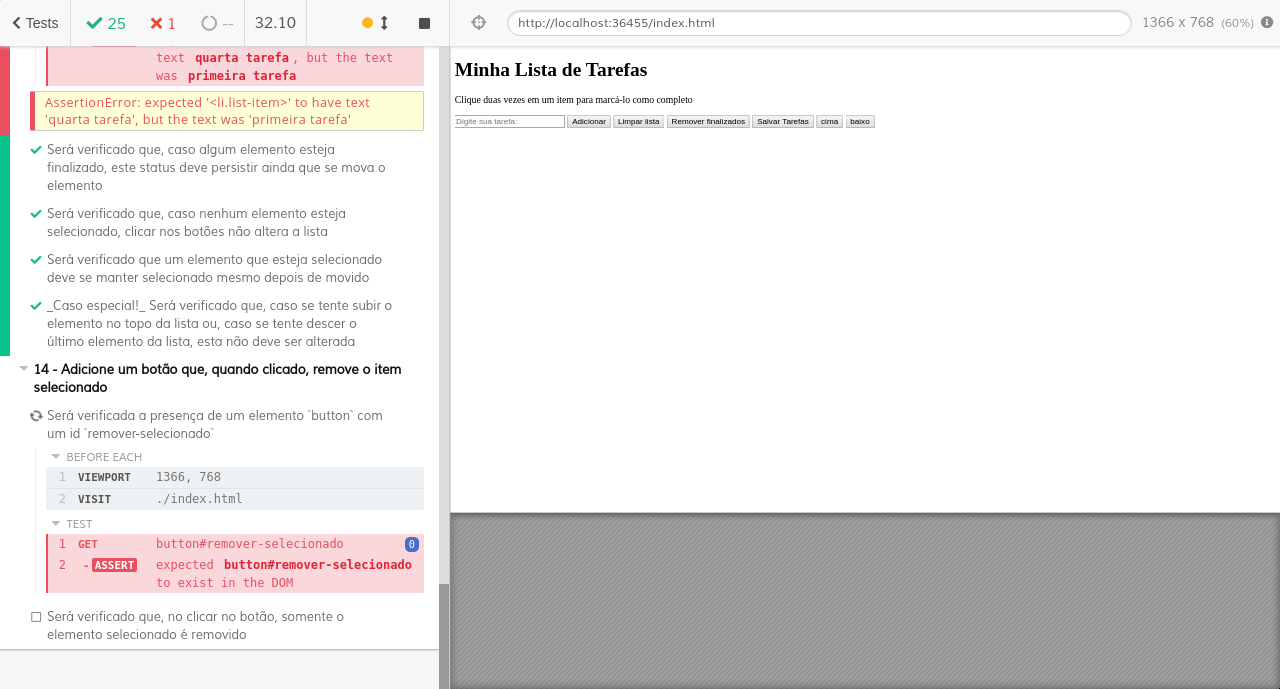 Tests
25
1
--
32.10
http://localhost:36455/index.html
1366 x 768 (60%)
text quarta tarefa, but the text
was primeira tarefa
AssertionError: expected '<li.list-item>' to have text
'quarta tarefa', but the text was 'primeira tarefa'
Será verificado que, caso algum elemento esteja
finalizado, este status deve persistir ainda que se mova o
elemento
Será verificado que, caso nenhum elemento esteja
selecionado, clicar nos botões não altera a lista
Será verificado que um elemento que esteja selecionado
deve se manter selecionado mesmo depois de movido
_Caso especial!_ Será verificado que, caso se tente subir o
elemento no topo da lista ou, caso se tente descer o
último elemento da lista, esta não deve ser alterada
14 - Adicione um botão que, quando clicado, remove o item
selecionado
Será verificada a presença de um elemento `button` com
um id `remover-selecionado`
BEFORE EACH
1 VIEWPORT 1366, 768
2 VISIT ./index.html
TEST
1 GET button#remover-selecionado 0
2 -ASSERT expected button#remover-selecionado
to exist in the DOM
Será verificado que, no clicar no botão, somente o
elemento selecionado é removido
Minha Lista de Tarefas
Clique duas vezes em um item para marcá-lo como completo
Digite sua tarefa: Adicionar Limpar lista Remover finalizados Salvar Tarefas cima baixo